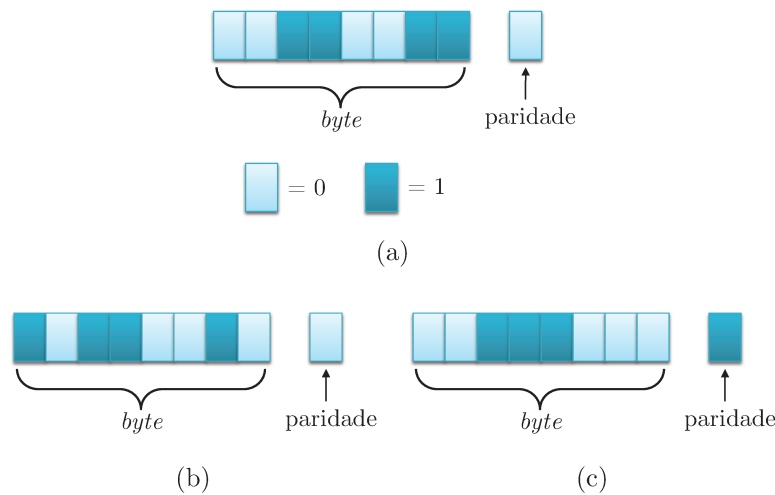 byte
paridade
= 0
= 1
(a)
byte
paridade
byte
paridade
(b)
(c)